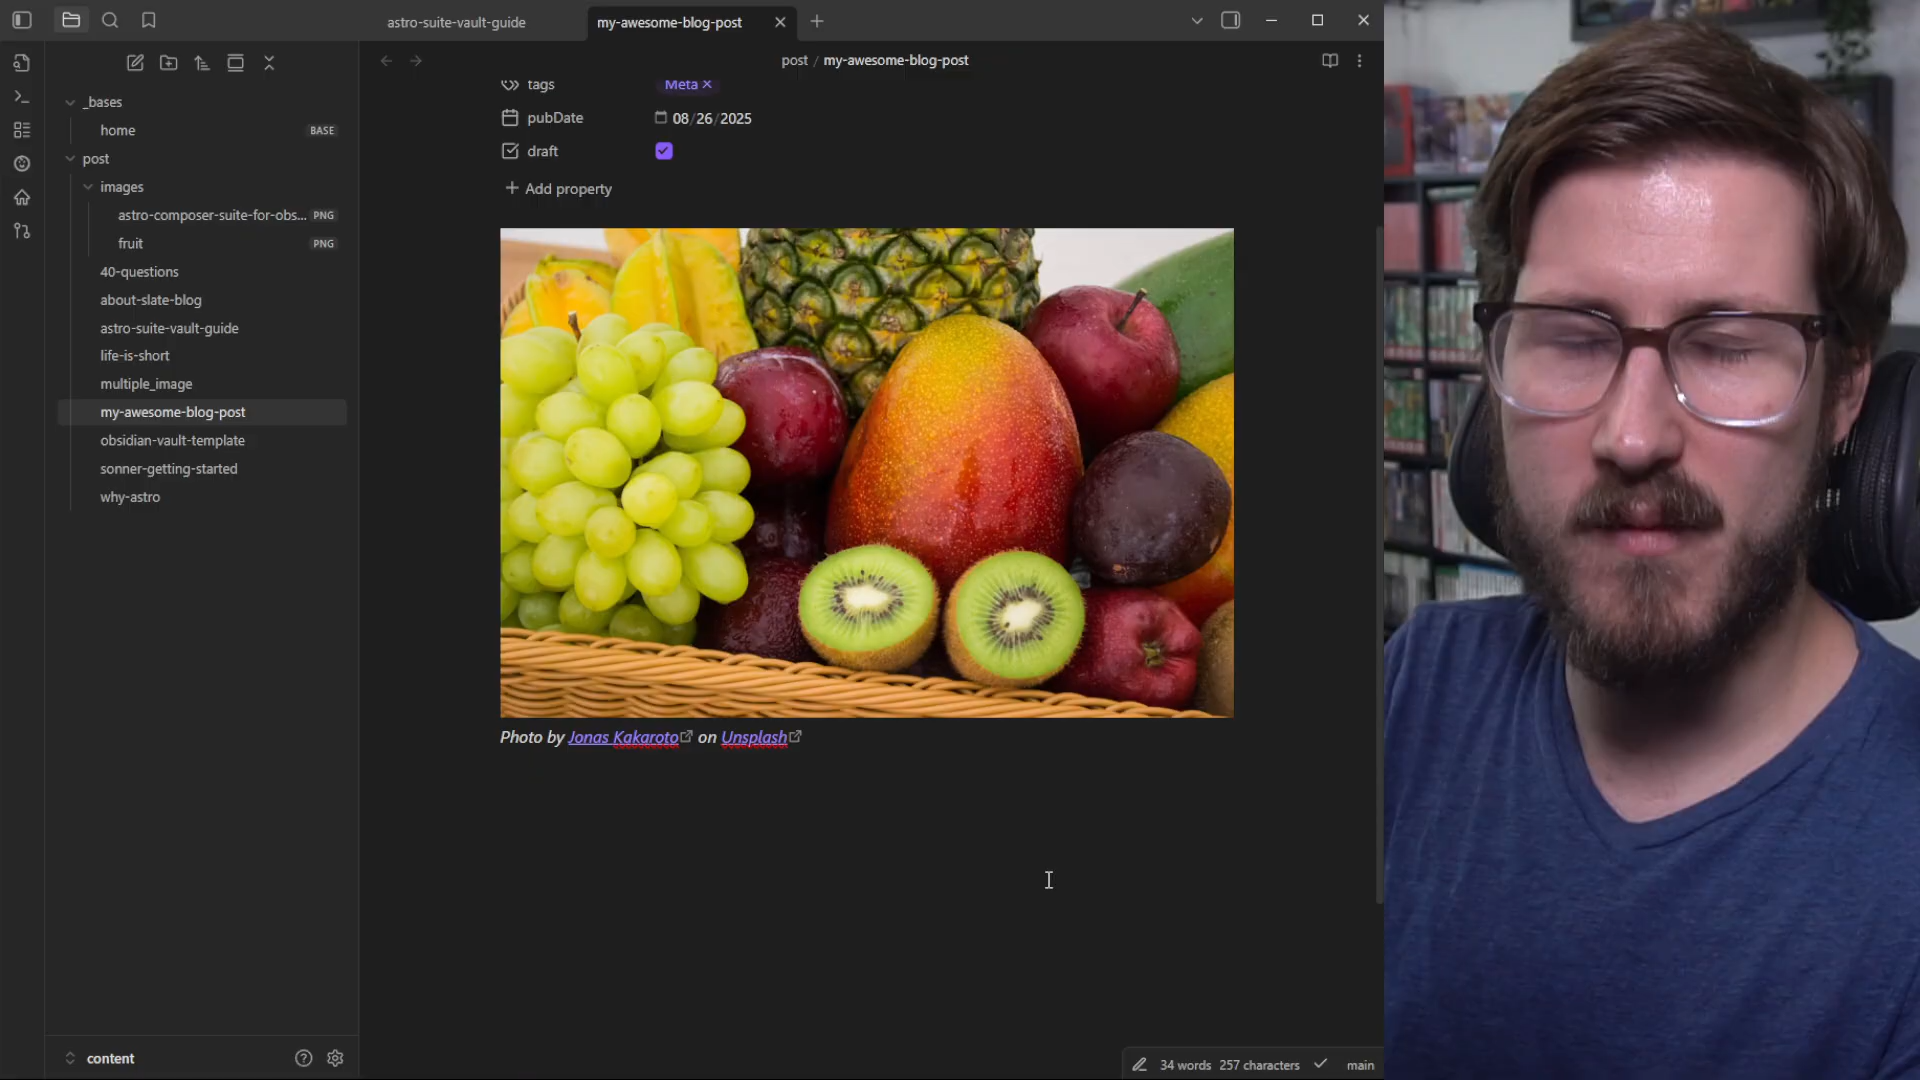 astro-suite-vault-guide
my-awesome-blog-post
post / my-awesome-blog-post
_bases
home BASE
post
images
astro-composer-suite-for-obs... PNG
fruit PNG
40-questions
about-slate-blog
astro-suite-vault-guide
life-is-short
multiple_image
my-awesome-blog-post
obsidian-vault-template
sonner-getting-started
why-astro
content
tags Meta
pubDate 08/26/2025
draft
Add property
Photo by Jonas Kakaroto on Unsplash
34 words 257 characters main